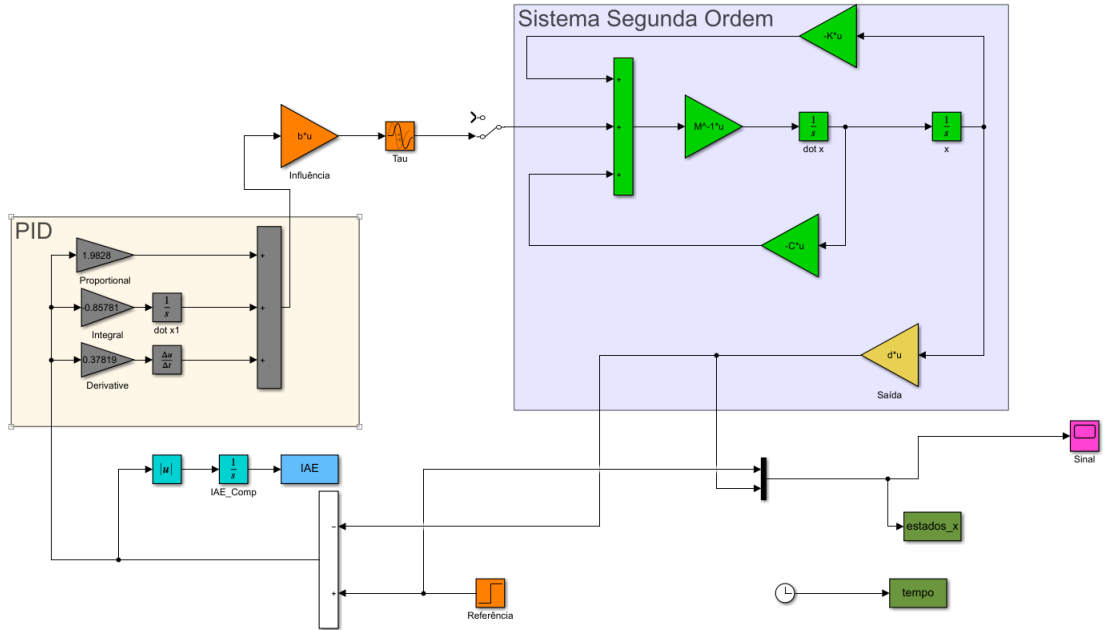 Sistema Segunda Ordem
-K*u
+
b*u
+
M^-1*u
1
s
1
s
Tau
dot x
x
Influência
+
PID
-C*u
1.9828
+
Proportional
-0.85781
1
s
+
Integral
dot x1
0.37819
Δu
Δt
+
d*u
Derivative
Saída
|u|
1
s
IAE
Sinal
IAE_Comp
−
estados_x
+
tempo
Referência